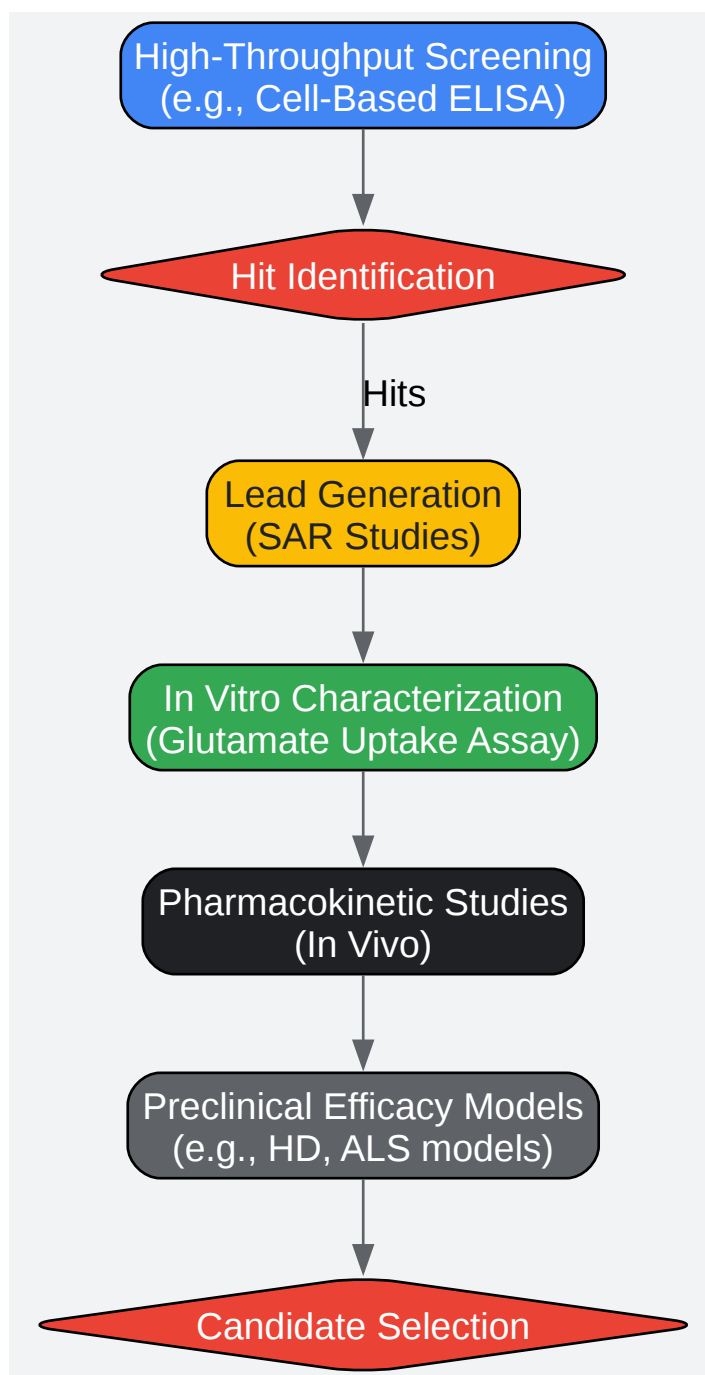 High-Throughput Screening
(e.g., Cell-Based ELISA)
Hit Identification
Hits
Lead Generation
(SAR Studies)
In Vitro Characterization
(Glutamate Uptake Assay)
Pharmacokinetic Studies
(In Vivo)
Preclinical Efficacy Models
(e.g., HD, ALS models)
Candidate Selection